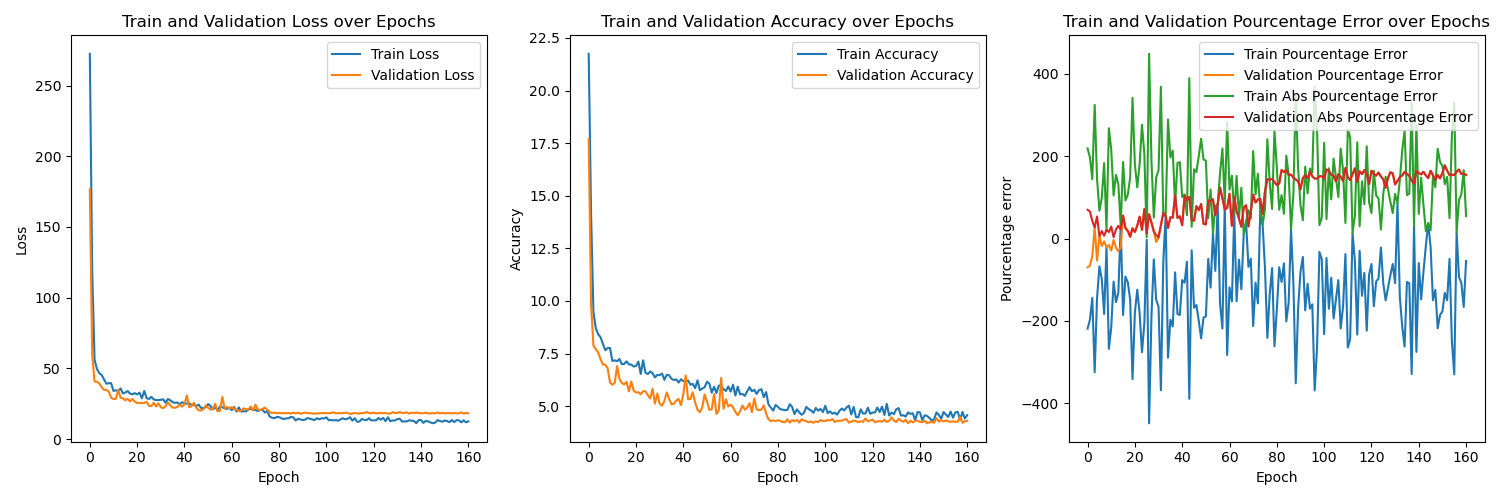 Train and Validation Loss over Epochs
Train Loss
Validation Loss
Loss
250
200
150
100
50
0
0 20 40 60 80 100 120 140 160
Epoch
Train and Validation Accuracy over Epochs
Train Accuracy
Validation Accuracy
Accuracy
22.5
20.0
17.5
15.0
12.5
10.0
7.5
5.0
0 20 40 60 80 100 120 140 160
Epoch
Train and Validation Pourcentage Error over Epochs
Train Pourcentage Error
Validation Pourcentage Error
Train Abs Pourcentage Error
Validation Abs Pourcentage Error
Pourcentage error
400
200
0
−200
−400
0 20 40 60 80 100 120 140 160
Epoch